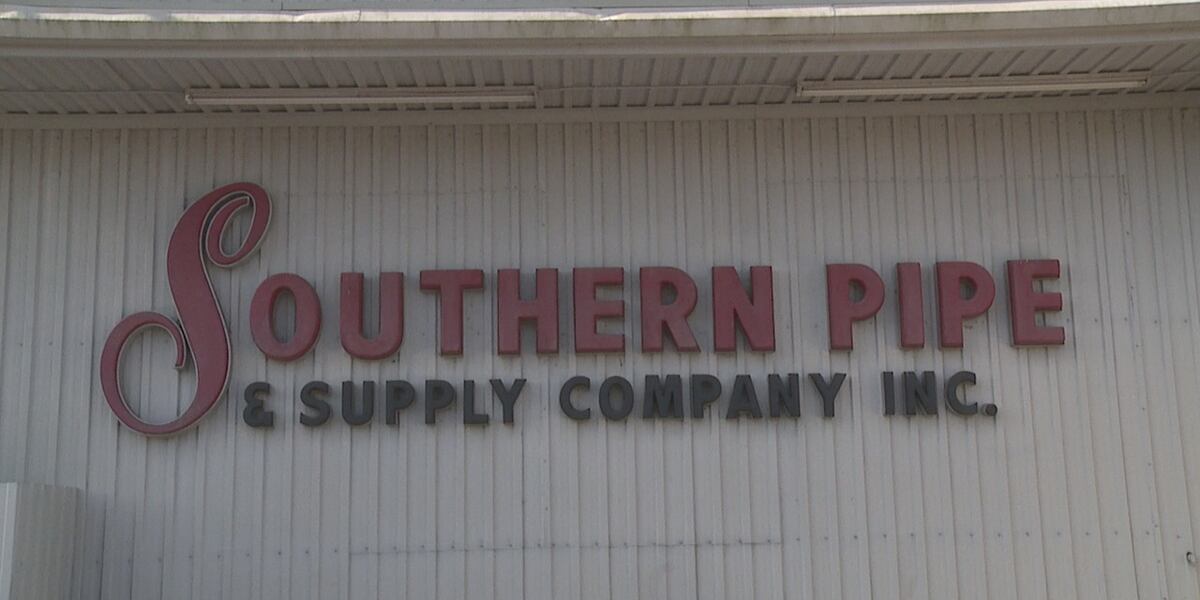 SOUTHERN PIPE
& SUPPLY COMPANY INC.